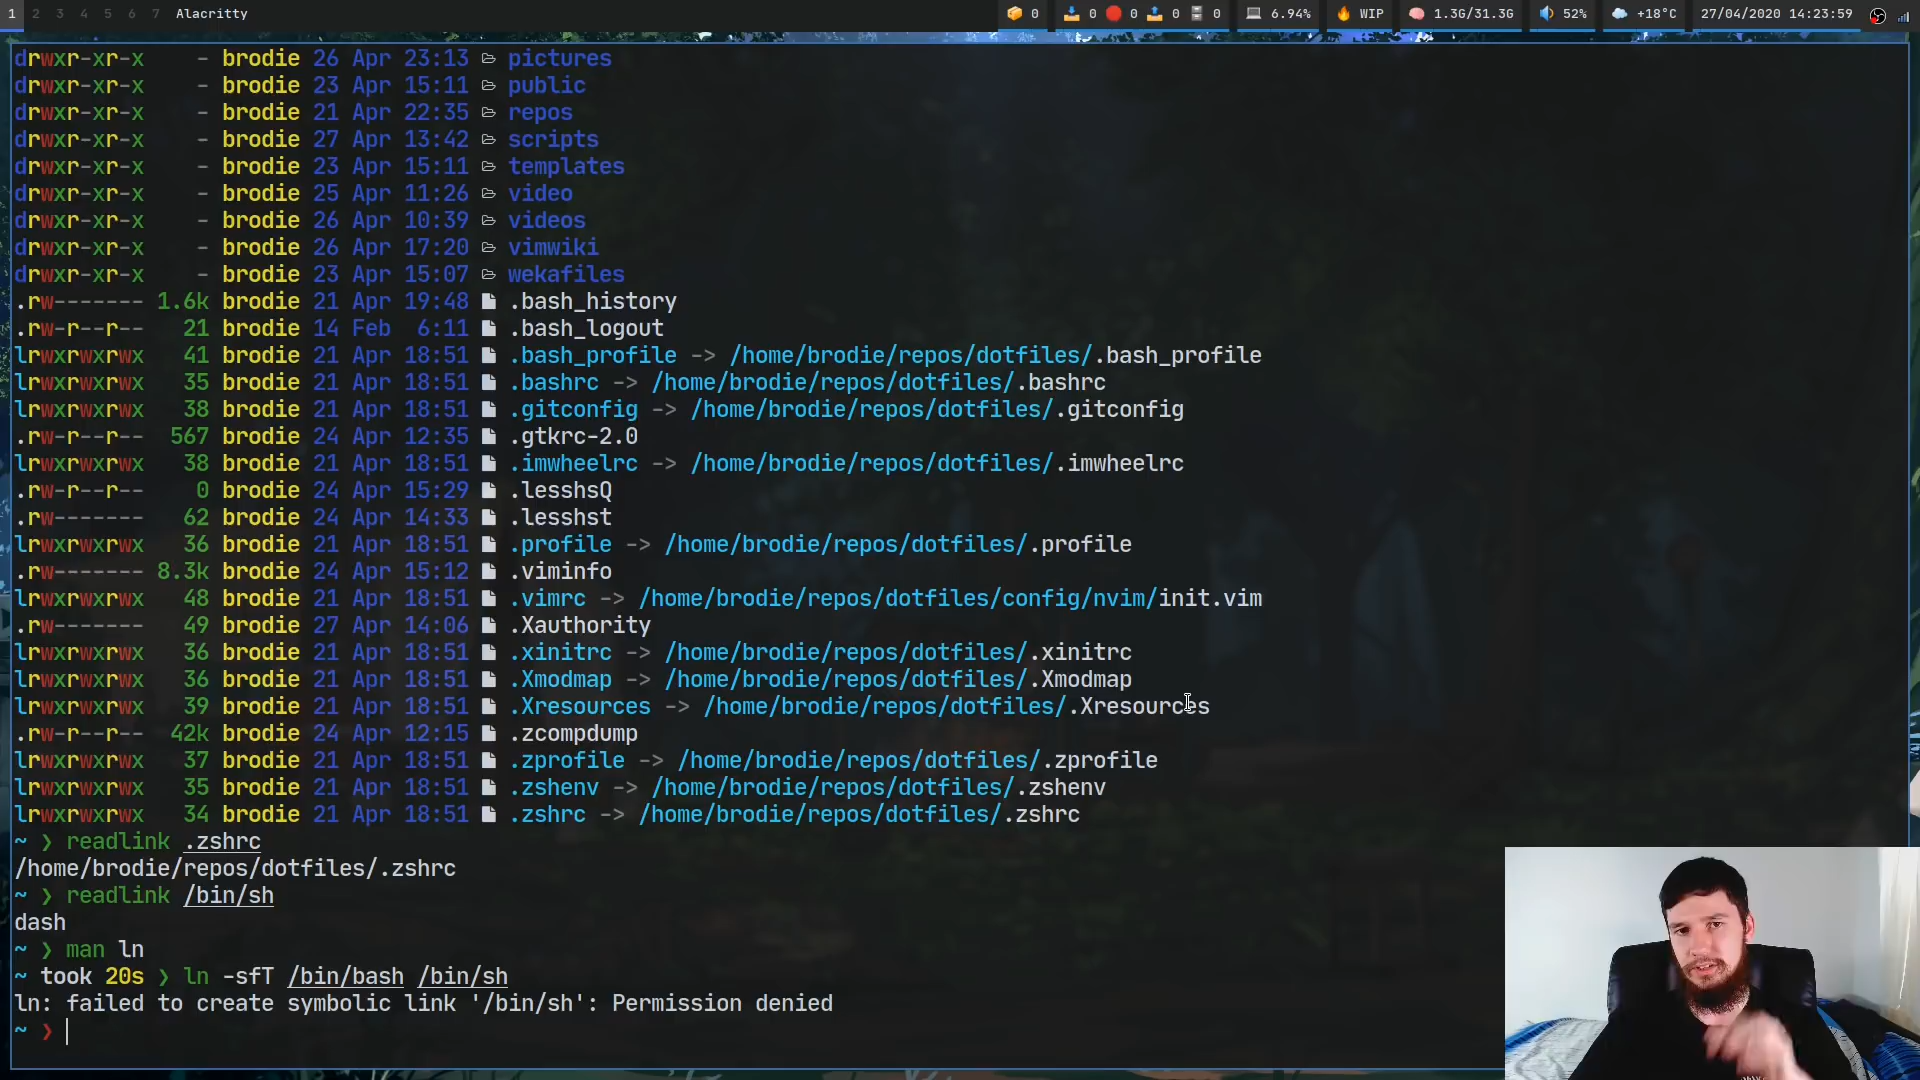 1 2 3 4 5 6 7 Alacritty 0 0 0 0 0 6.94% WIP 1.3G/31.3G 52% +18°C 27/04/2020 14:23:59
drwxr-xr-x - brodie 26 Apr 23:13 pictures
drwxr-xr-x - brodie 23 Apr 15:11 public
drwxr-xr-x - brodie 21 Apr 22:35 repos
drwxr-xr-x - brodie 27 Apr 13:42 scripts
drwxr-xr-x - brodie 23 Apr 15:11 templates
drwxr-xr-x - brodie 25 Apr 11:26 video
drwxr-xr-x - brodie 26 Apr 10:39 videos
drwxr-xr-x - brodie 26 Apr 17:20 vimwiki
drwxr-xr-x - brodie 23 Apr 15:07 wekafiles
.rw------- 1.6k brodie 21 Apr 19:48 .bash_history
.rw-r--r-- 21 brodie 14 Feb 6:11 .bash_logout
lrwxrwxrwx 41 brodie 21 Apr 18:51 .bash_profile -> /home/brodie/repos/dotfiles/.bash_profile
lrwxrwxrwx 35 brodie 21 Apr 18:51 .bashrc -> /home/brodie/repos/dotfiles/.bashrc
lrwxrwxrwx 38 brodie 21 Apr 18:51 .gitconfig -> /home/brodie/repos/dotfiles/.gitconfig
.rw-r--r-- 567 brodie 24 Apr 12:35 .gtkrc-2.0
lrwxrwxrwx 38 brodie 21 Apr 18:51 .imwheelrc -> /home/brodie/repos/dotfiles/.imwheelrc
.rw-r--r-- 0 brodie 24 Apr 15:29 .lesshsQ
.rw------- 62 brodie 24 Apr 14:33 .lesshst
lrwxrwxrwx 36 brodie 21 Apr 18:51 .profile -> /home/brodie/repos/dotfiles/.profile
.rw------- 8.3k brodie 24 Apr 15:12 .viminfo
lrwxrwxrwx 48 brodie 21 Apr 18:51 .vimrc -> /home/brodie/repos/dotfiles/config/nvim/init.vim
.rw------- 49 brodie 27 Apr 14:06 .Xauthority
lrwxrwxrwx 36 brodie 21 Apr 18:51 .xinitrc -> /home/brodie/repos/dotfiles/.xinitrc
lrwxrwxrwx 36 brodie 21 Apr 18:51 .Xmodmap -> /home/brodie/repos/dotfiles/.Xmodmap
lrwxrwxrwx 39 brodie 21 Apr 18:51 .Xresources -> /home/brodie/repos/dotfiles/.Xresources
.rw-r--r-- 42k brodie 24 Apr 12:15 .zcompdump
lrwxrwxrwx 37 brodie 21 Apr 18:51 .zprofile -> /home/brodie/repos/dotfiles/.zprofile
lrwxrwxrwx 35 brodie 21 Apr 18:51 .zshenv -> /home/brodie/repos/dotfiles/.zshenv
lrwxrwxrwx 34 brodie 21 Apr 18:51 .zshrc -> /home/brodie/repos/dotfiles/.zshrc
~ ❯ readlink .zshrc
/home/brodie/repos/dotfiles/.zshrc
~ ❯ readlink /bin/sh
dash
~ ❯ man ln
~ took 20s ❯ ln -sfT /bin/bash /bin/sh
ln: failed to create symbolic link '/bin/sh': Permission denied
~ ❯